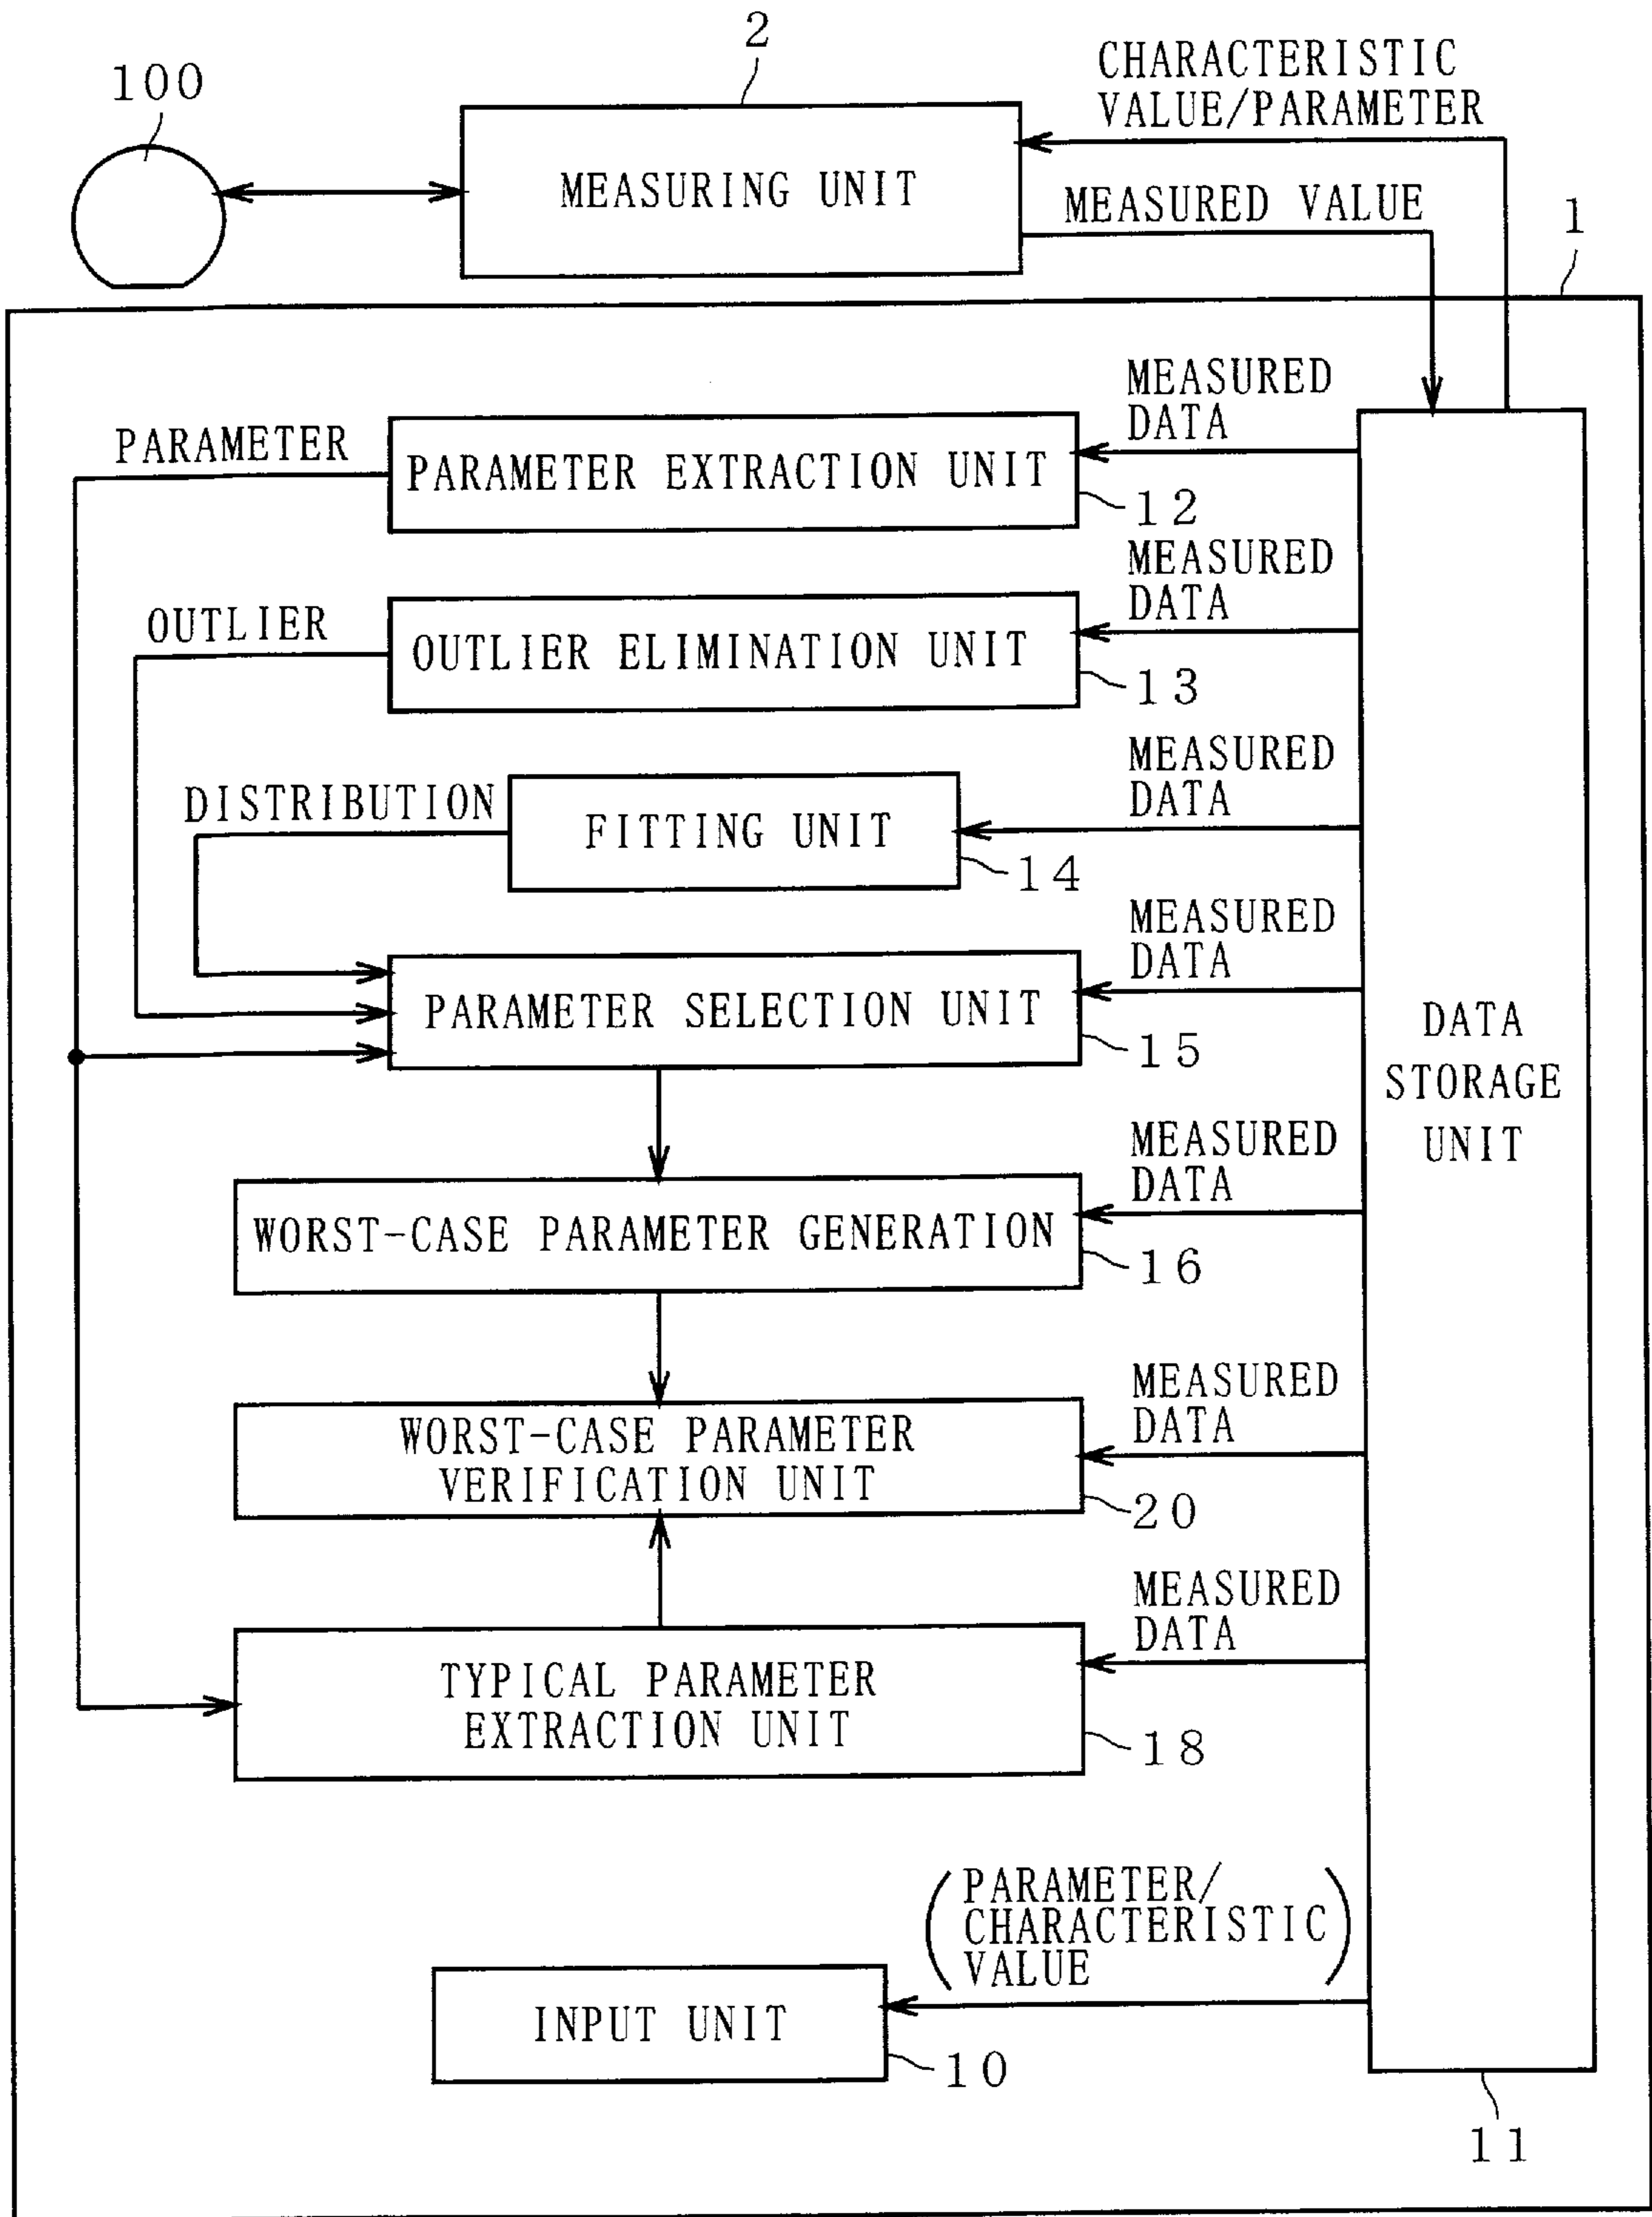 2
100
CHARACTERISTIC
VALUE/PARAMETER
MEASURING UNIT
MEASURED VALUE
1
MEASURED
DATA
PARAMETER
PARAMETER EXTRACTION UNIT
12
MEASURED
DATA
OUTLIER
OUTLIER ELIMINATION UNIT
13
MEASURED
DATA
DISTRIBUTION
FITTING UNIT
14
MEASURED
DATA
PARAMETER SELECTION UNIT
15
DATA
STORAGE
UNIT
MEASURED
DATA
WORST-CASE PARAMETER GENERATION
16
MEASURED
DATA
WORST-CASE PARAMETER
VERIFICATION UNIT
20
MEASURED
DATA
TYPICAL PARAMETER
EXTRACTION UNIT
18
(PARAMETER/
CHARACTERISTIC
VALUE)
INPUT UNIT
10
11